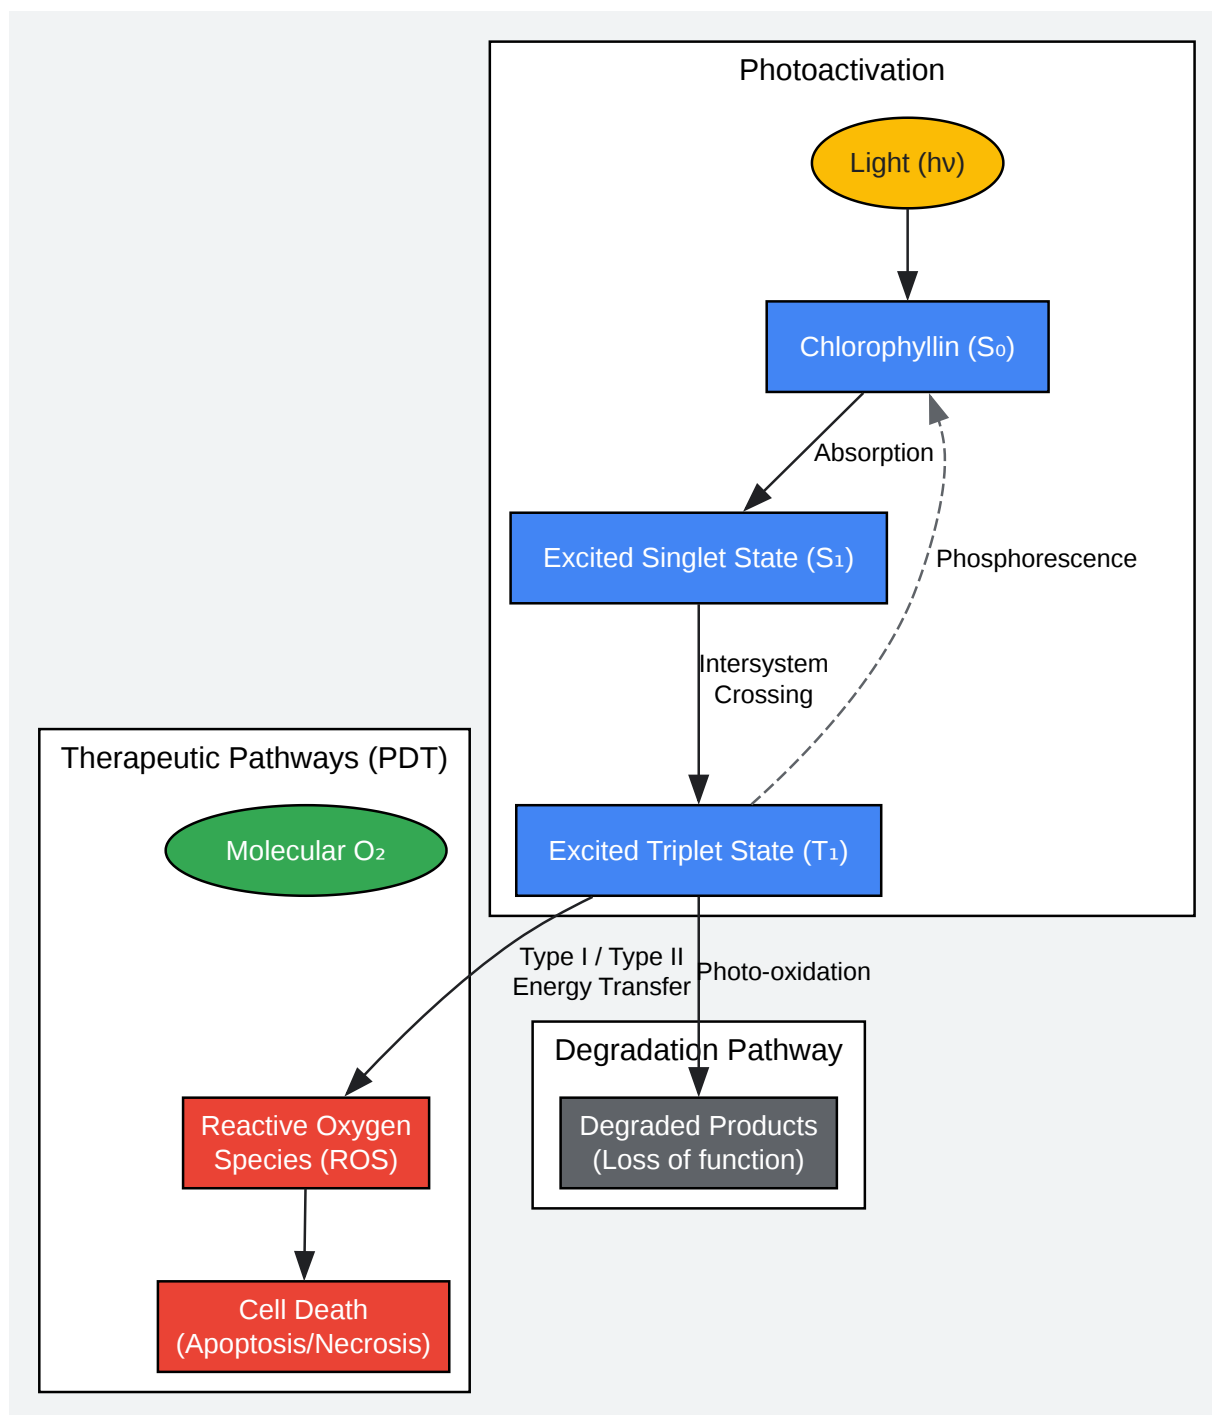 Photoactivation
Light (hν)
Chlorophyllin (S₀)
Absorption
Excited Singlet State (S₁)
Phosphorescence
Intersystem
Crossing
Therapeutic Pathways (PDT)
Molecular O₂
Excited Triplet State (T₁)
Type I / Type II
Energy Transfer
Photo-oxidation
Degradation Pathway
Reactive Oxygen
Species (ROS)
Degraded Products
(Loss of function)
Cell Death
(Apoptosis/Necrosis)